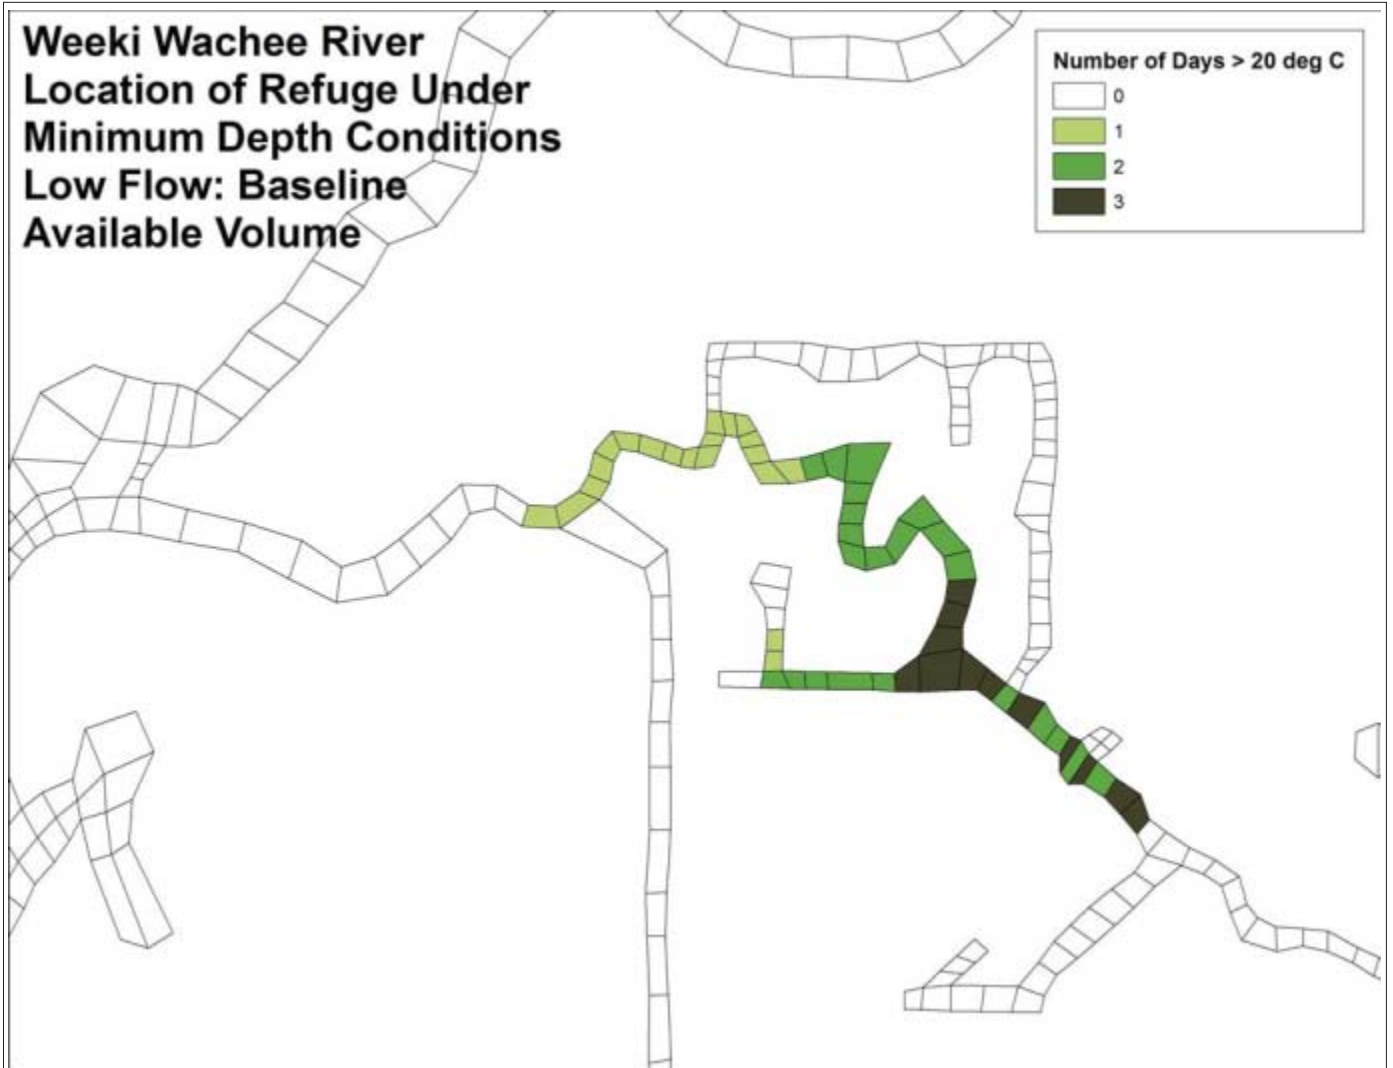 Weeki Wachee River
Location of Refuge Under
Minimum Depth Conditions
Low Flow: Baseline
Available Volume
Number of Days > 20 deg C
0
1
2
3